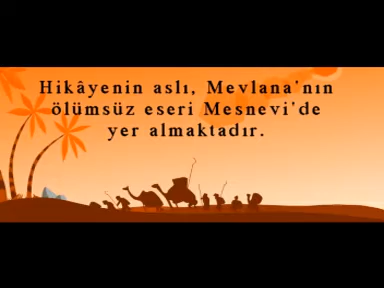 Hikâyenin aslı, Mevlana'nın
ölümsüz eseri Mesnevi'de
yer almaktadır.